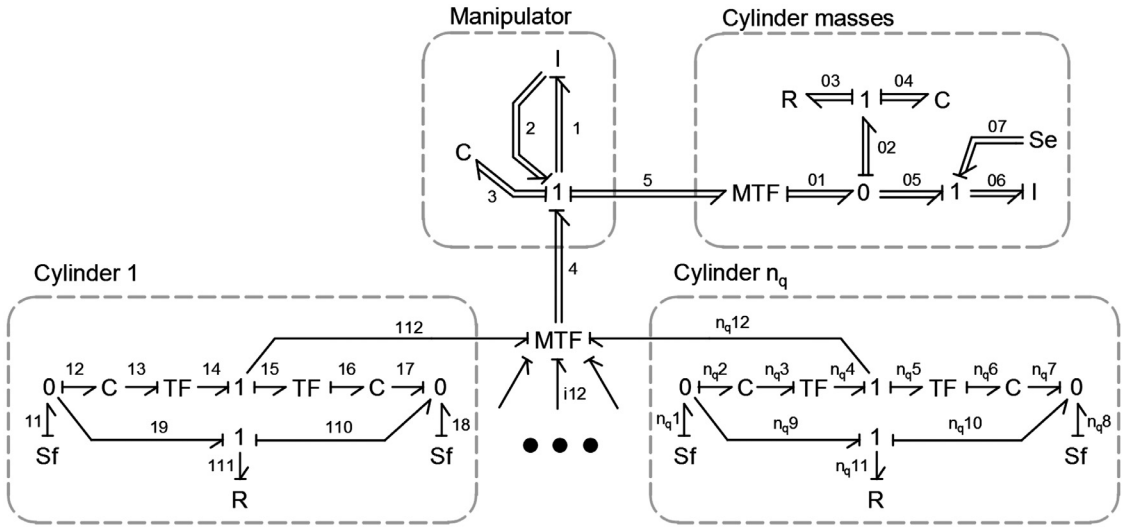 Manipulator
Cylinder masses
I
2
1
C
3
1
5
4
R
03
1
04
C
02
07
Se
MTF
01
0
05
1
06
I
Cylinder 1
Cylinder nq
MTF
112
nq12
i12
0
12
C
13
TF
14
1
15
TF
16
C
17
0
11
19
1
110
18
Sf
111
Sf
R
0
nq2
C
nq3
TF
nq4
1
nq5
TF
nq6
C
nq7
0
nq1
nq9
1
nq10
nq8
Sf
nq11
Sf
R